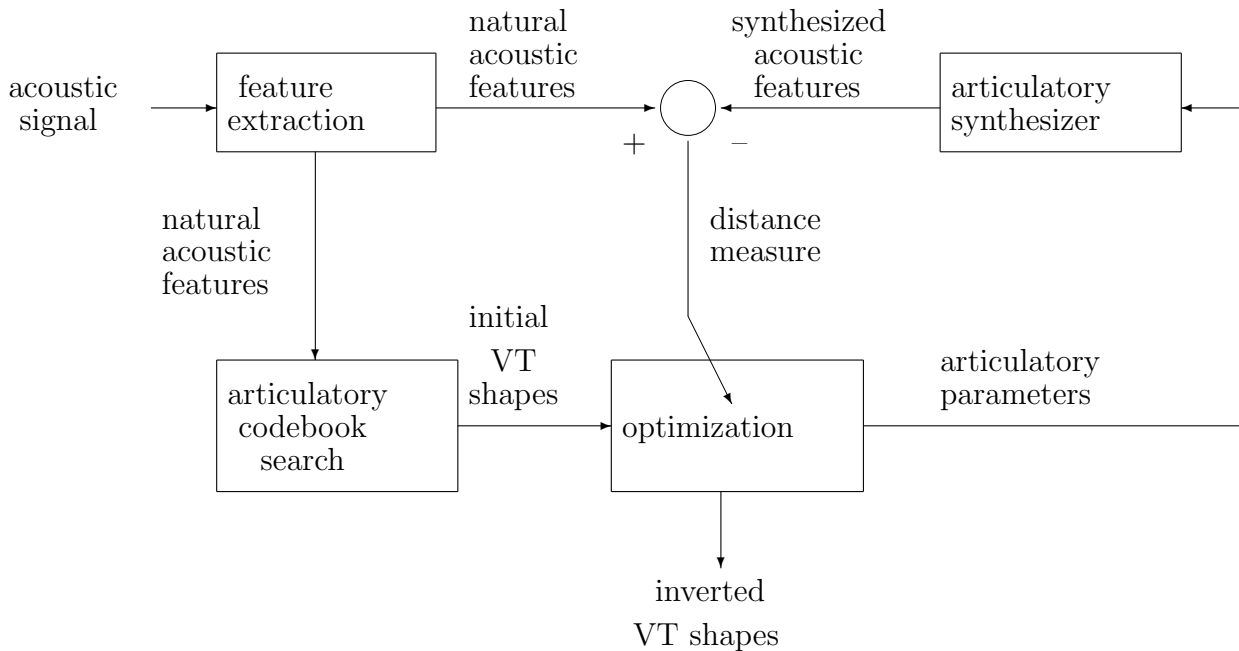 acoustic
signal
feature
extraction
natural
acoustic
features
synthesized
acoustic
features
articulatory
synthesizer
+
–
natural
acoustic
features
distance
measure
articulatory
codebook
search
initial
VT
shapes
optimization
articulatory
parameters
inverted
VT shapes